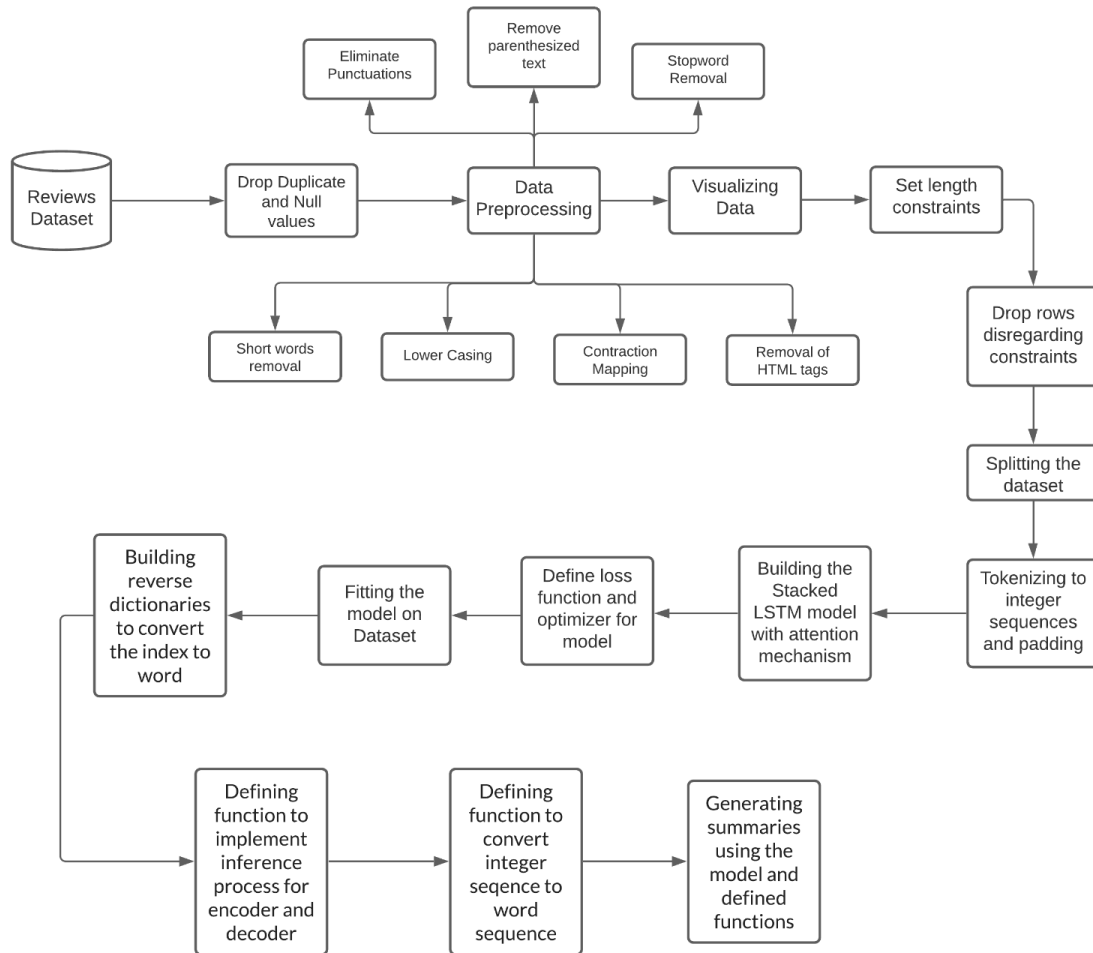 Remove
parenthesized
text
Eliminate
Punctuations
Stopword
Removal
Reviews
Dataset
Drop Duplicate
and Null
values
Data
Preprocessing
Visualizing
Data
Set length
constraints
Short words
removal
Lower Casing
Contraction
Mapping
Removal of
HTML tags
Drop rows
disregarding
constraints
Splitting the
dataset
Tokenizing to
integer
sequences
and padding
Building the
Stacked
LSTM model
with attention
mechanism
Define loss
function and
optimizer for
model
Fitting the
model on
Dataset
Building
reverse
dictionaries
to convert
the index to
word
Defining
function to
implement
inference
process for
encoder and
decoder
Defining
function to
convert
integer
seqence to
word
sequence
Generating
summaries
using the
model and
defined
functions